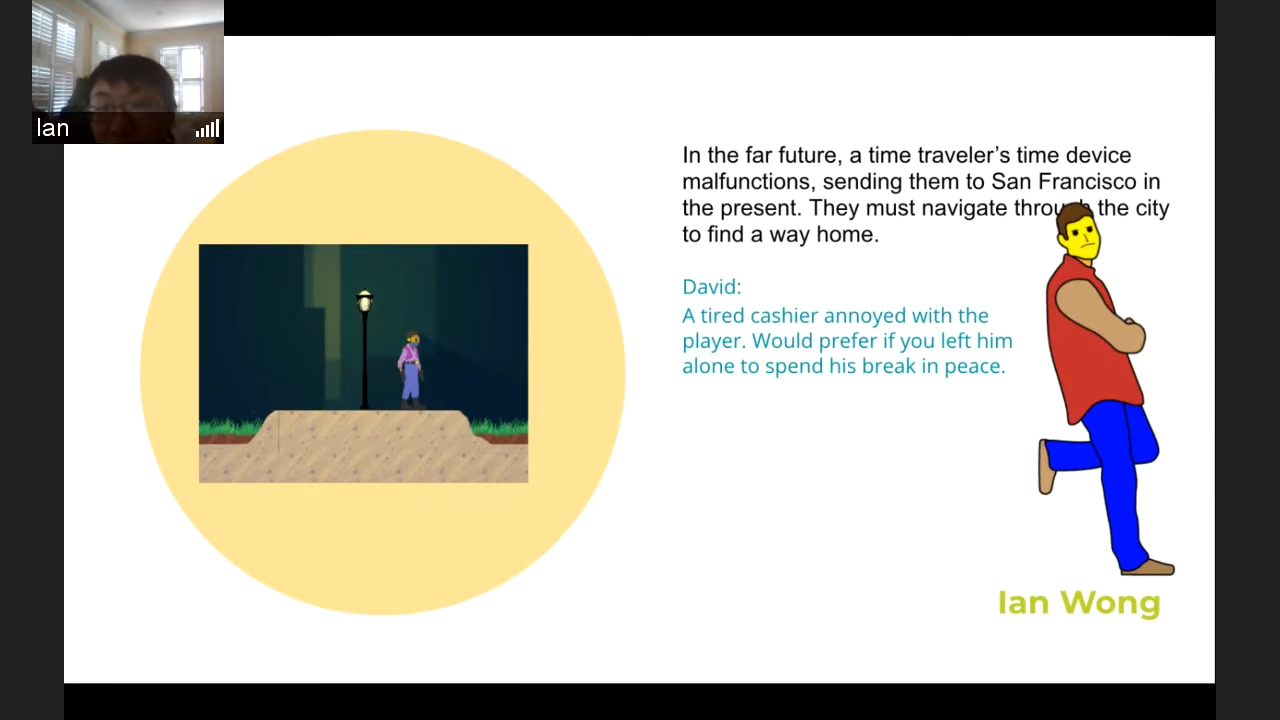 Ian
In the far future, a time traveler’s time device
malfunctions, sending them to San Francisco in
the present. They must navigate through the city
to find a way home.
David:
A tired cashier annoyed with the
player. Would prefer if you left him
alone to spend his break in peace.
Ian Wong